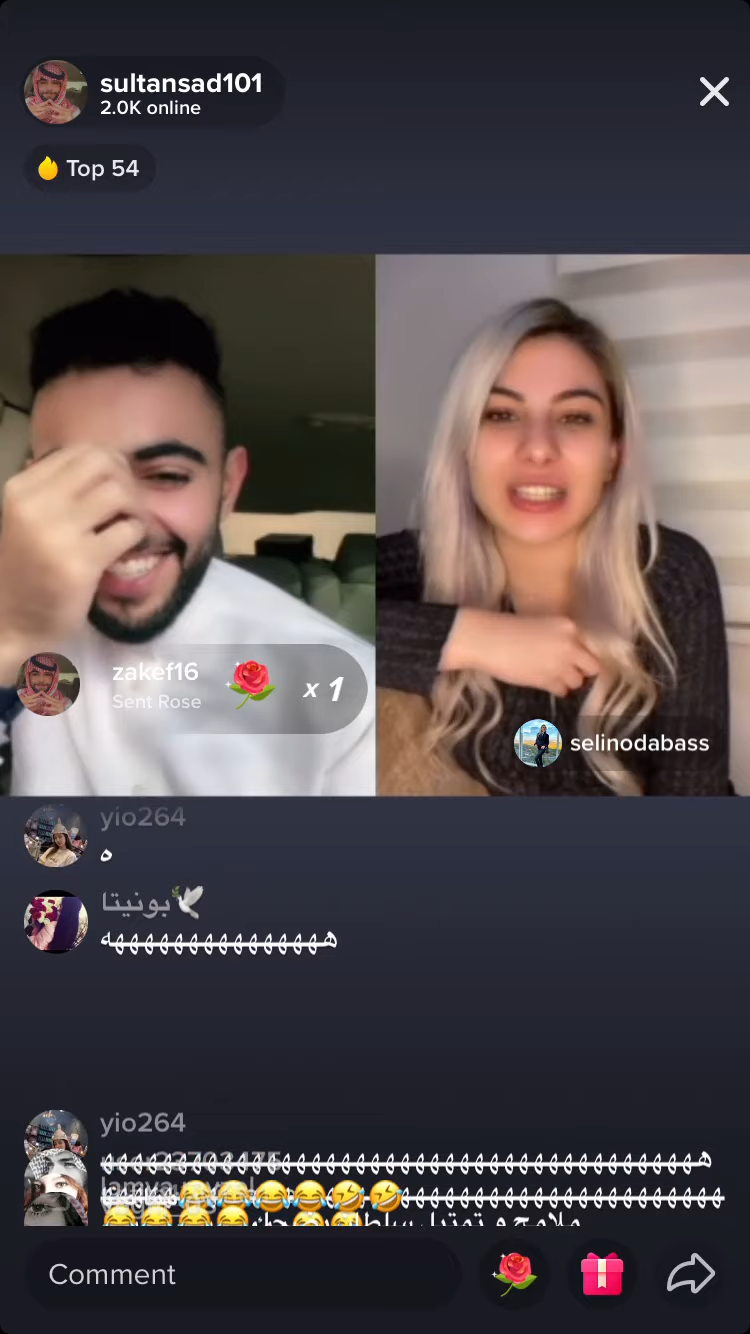 sultansad101
2.0K online
Top 54
zakef16
Sent Rose
x 1
selinodabass
yio264
ه
بونيتا🕊
هههههههههههههههه
yio264
Comment